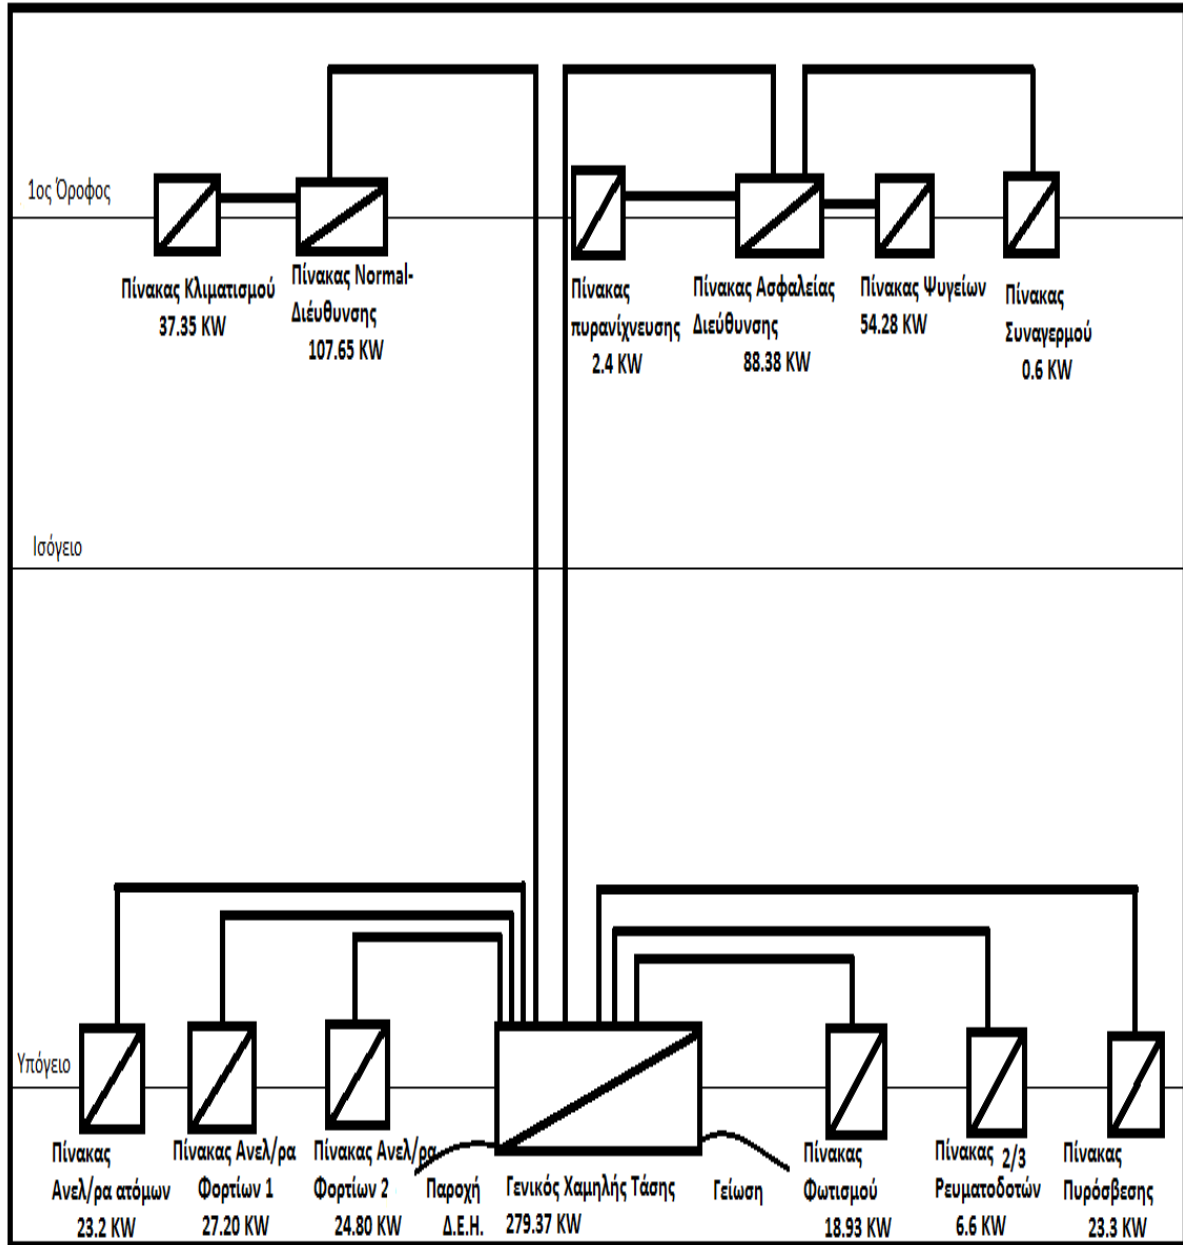 1ος Όροφος
Πίνακας Κλιματισμού
37.35 KW
Πίνακας Normal-
Διέυθυνσης
107.65 KW
Πίνακας
πυρανίχνευσης
2.4 KW
Πίνακας Ασφαλείας
Διεύθυνσης
88.38 KW
Πίνακας Ψυγείων
54.28 KW
Πίνακας
Συναγερμού
0.6 KW
Ισόγειο
Υπόγειο
Πίνακας
Ανελ/ρα ατόμων
23.2 KW
Πίνακας Ανελ/ρα
Φορτίων 1
27.20 KW
Πίνακας Ανελ/ρα
Φορτίων 2
24.80 KW
Παροχή
Δ.Ε.Η.
Γενικός Χαμηλής Τάσης
279.37 KW
Γείωση
Πίνακας
Φωτισμού
18.93 KW
Πίνακας 2/3
Ρευματοδοτών
6.6 KW
Πίνακας
Πυρόσβεσης
23.3 KW